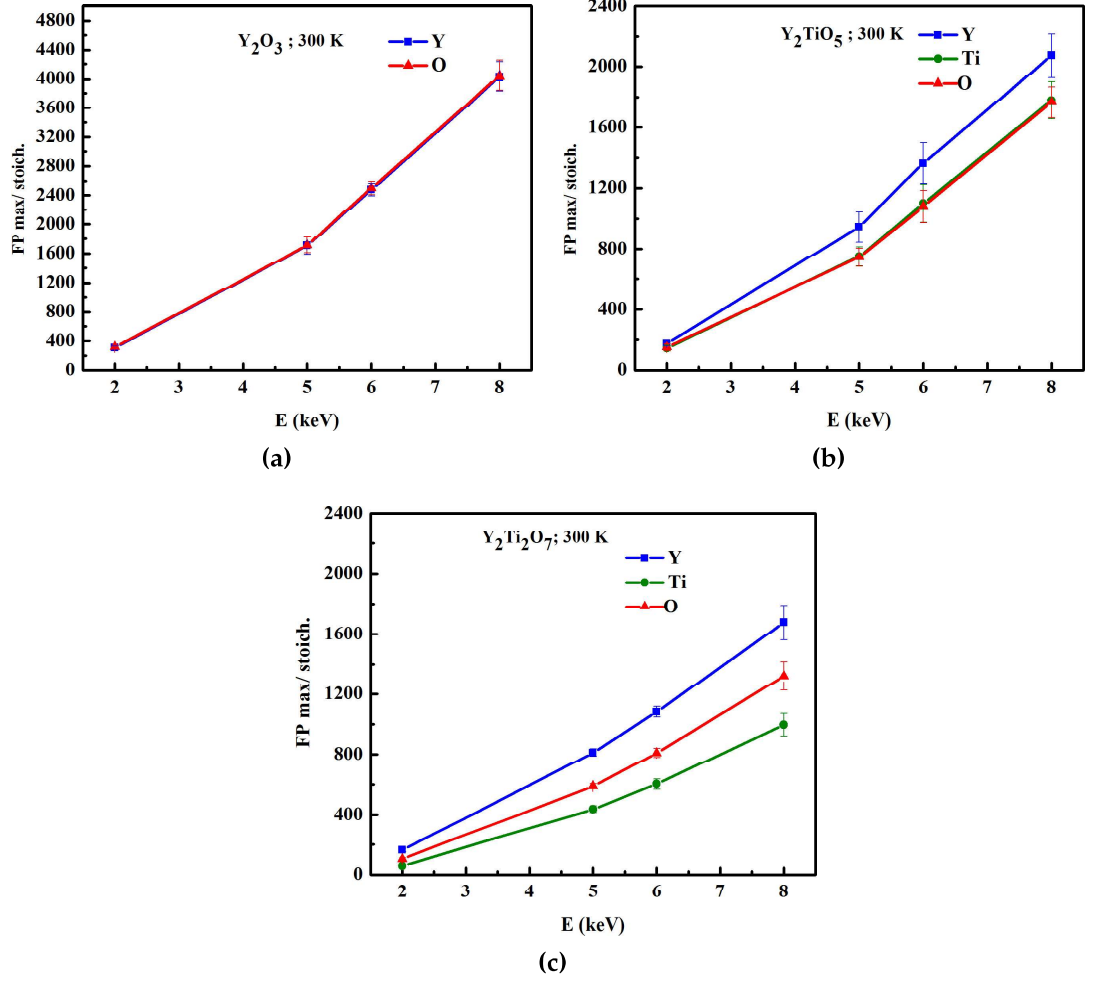 Y2O3 ; 300 K
Y
O
FP max/ stoich.
4800
4400
4000
3600
3200
2800
2400
2000
1600
1200
800
400
0
2 3 4 5 6 7 8
E (keV)
(a)
Y2TiO5 ; 300 K
Y
Ti
O
FP max/ stoich.
2400
2000
1600
1200
800
400
0
2 3 4 5 6 7 8
E (keV)
(b)
Y2Ti2O7; 300 K
Y
Ti
O
FP max/ stoich.
2400
2000
1600
1200
800
400
0
2 3 4 5 6 7 8
E (keV)
(c)